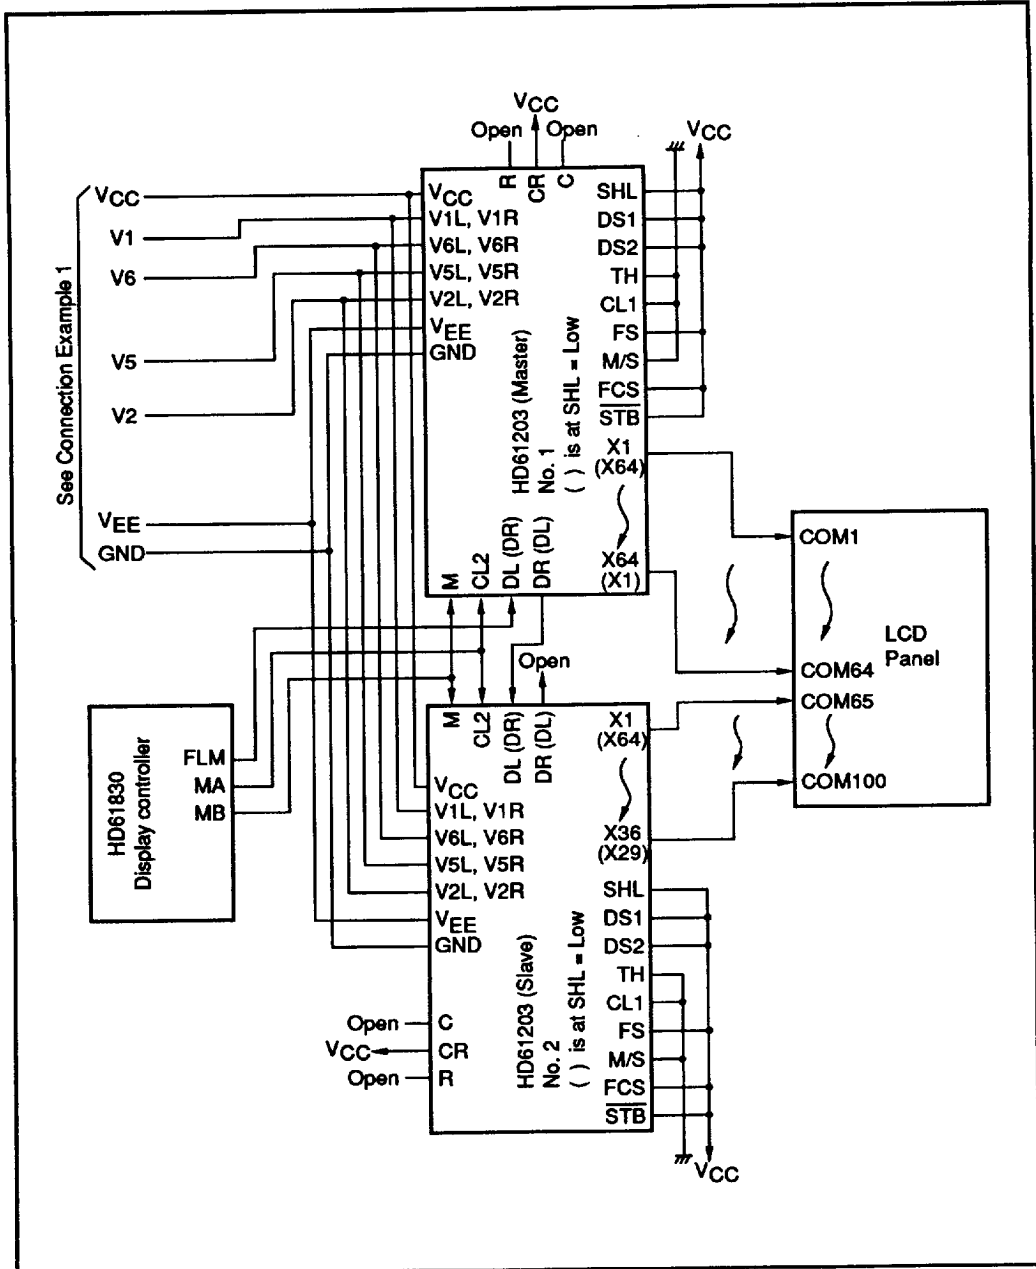 VCC
Open
Open
VCC
See Connection Example 1
VCC
V1
V6
V5
V2
VEE
GND
R
CR
C
VCC
V1L, V1R
V6L, V6R
V5L, V5R
V2L, V2R
VEE
GND
HD61203 (Master)
No. 1
( ) is at SHL = Low
SHL
DS1
DS2
TH
CL1
FS
M/S
FCS
STB
X1
(X64)
X64
(X1)
M
CL2
DL (DR)
DR (DL)
Open
COM1
COM64
COM65
COM100
LCD
Panel
HD61830
Display controller
FLM
MA
MB
M
CL2
DL (DR)
DR (DL)
X1
(X64)
X36
(X29)
VCC
V1L, V1R
V6L, V6R
V5L, V5R
V2L, V2R
VEE
GND
HD61203 (Slave)
No. 2
( ) is at SHL = Low
SHL
DS1
DS2
TH
CL1
FS
M/S
FCS
STB
Open
C
VCC
CR
Open
R
VCC